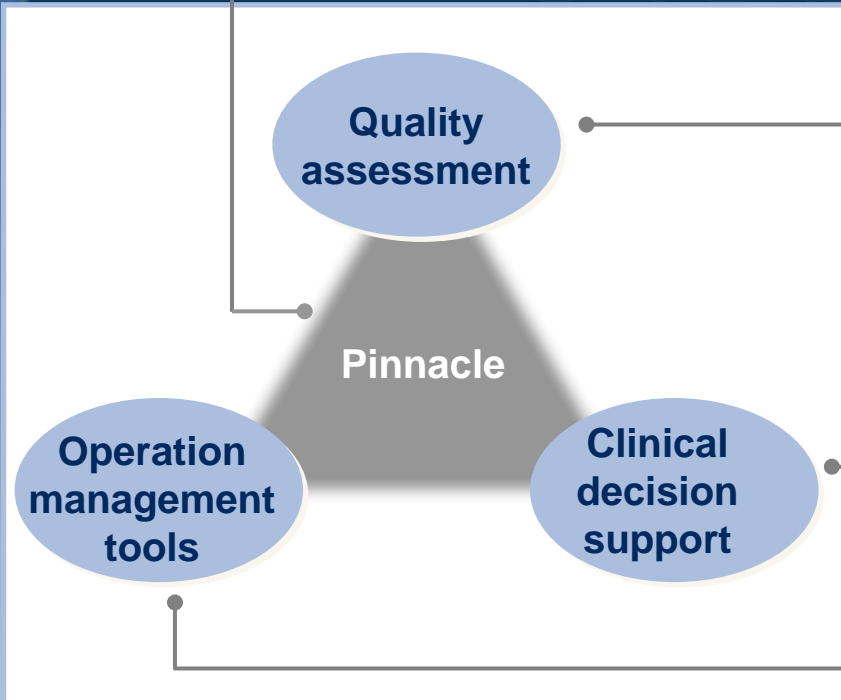 Quality
assessment
Pinnacle
Operation
management
tools
Clinical
decision
support